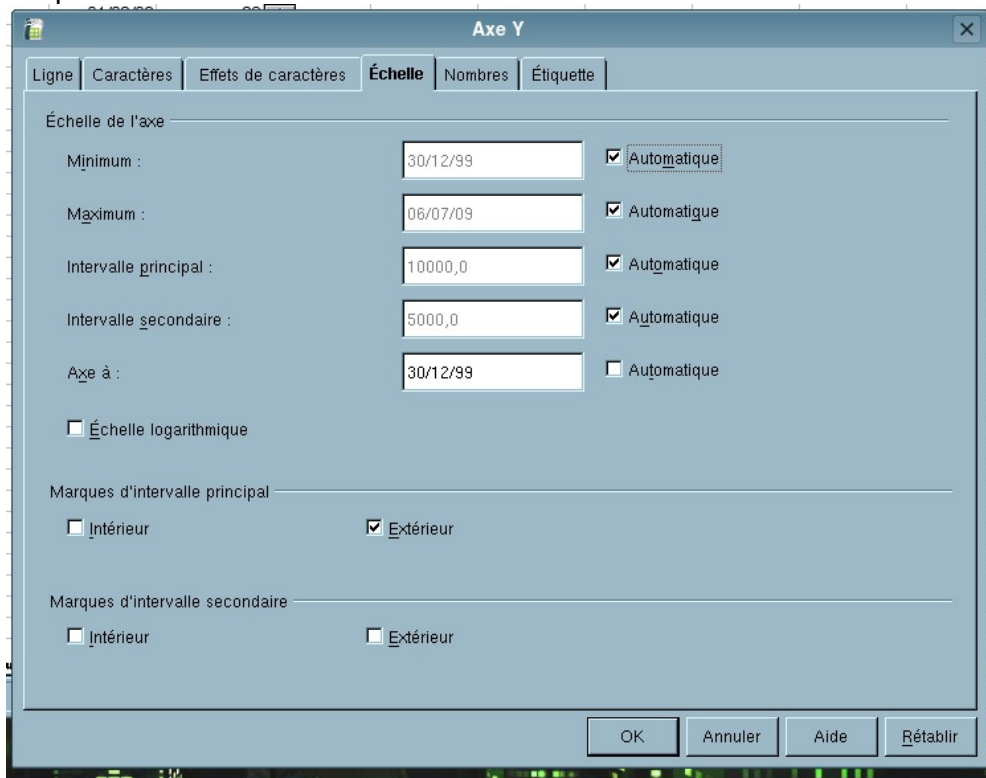 Axe Y
Ligne Caractères Effets de caractères Échelle Nombres Étiquette
Échelle de l'axe
Minimum : 30/12/99 Automatique
Maximum : 06/07/09 Automatique
Intervalle principal : 10000,0 Automatique
Intervalle secondaire : 5000,0 Automatique
Axe à : 30/12/99 Automatique
Échelle logarithmique
Marques d'intervalle principal
Intérieur Extérieur
Marques d'intervalle secondaire
Intérieur Extérieur
OK Annuler Aide Rétablir